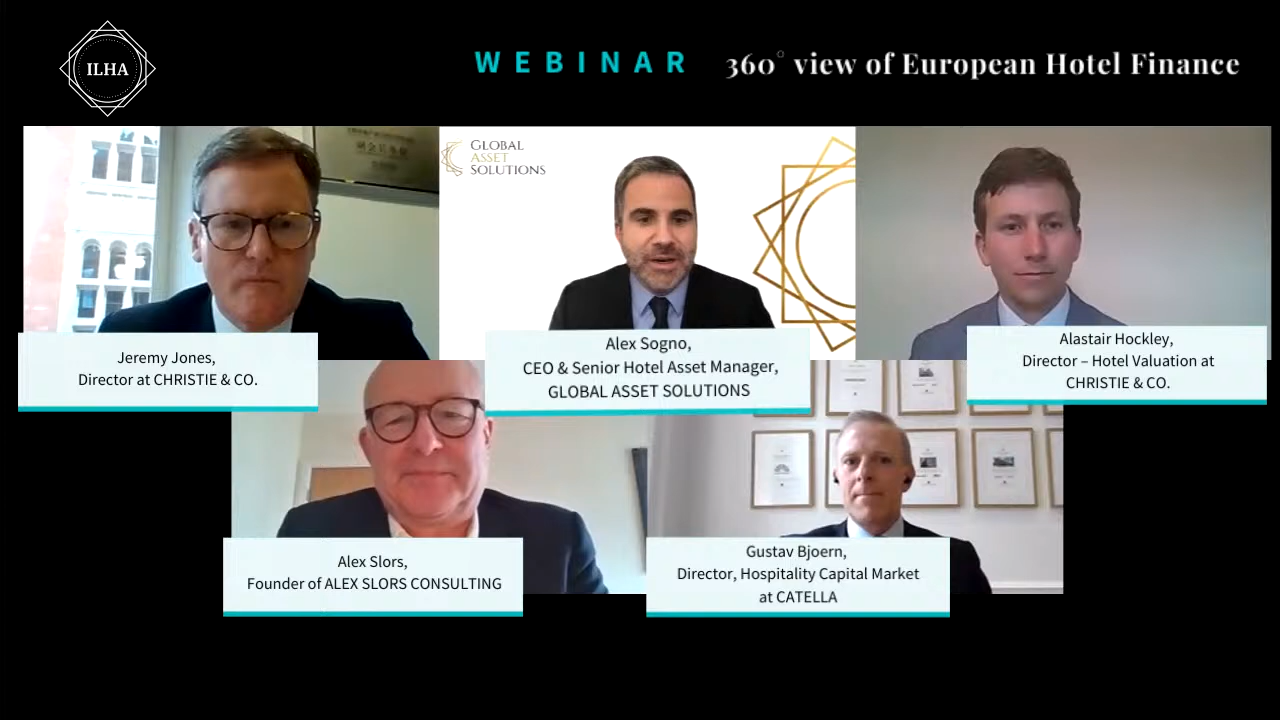 ILHA
WEBINAR 360° view of European Hotel Finance
GLOBAL
ASSET
SOLUTIONS
Jeremy Jones,
Director at CHRISTIE & CO.
Alex Sogno,
CEO & Senior Hotel Asset Manager,
GLOBAL ASSET SOLUTIONS
Alastair Hockley,
Director – Hotel Valuation at
CHRISTIE & CO.
Alex Slors,
Founder of ALEX SLORS CONSULTING
Gustav Bjoern,
Director, Hospitality Capital Market
at CATELLA